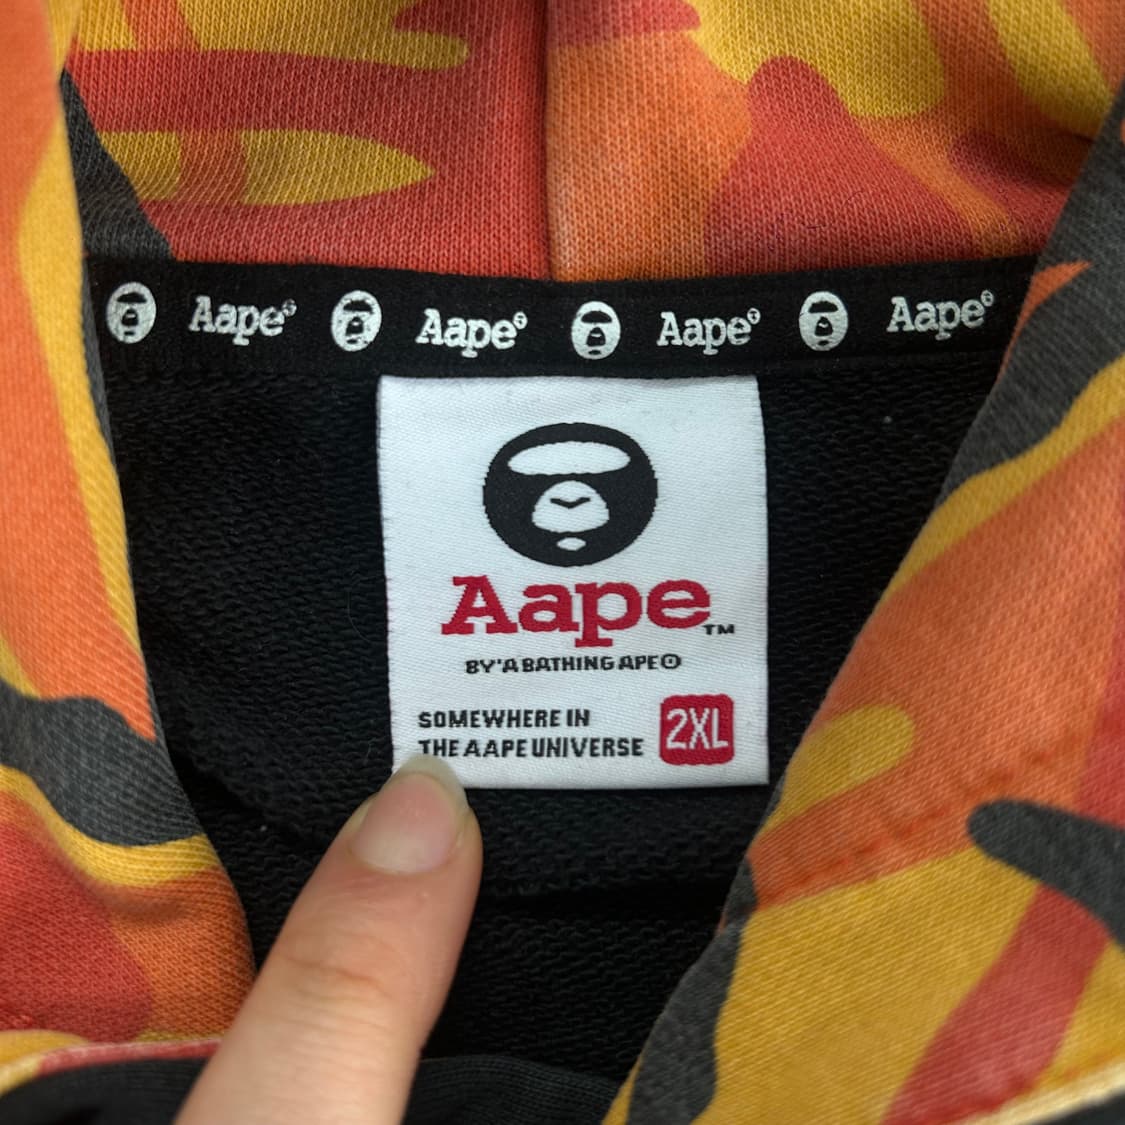 Aape® Aape® Aape® Aape®
Aape™
BY *A BATHING APE®
SOMEWHERE IN
THE AAPE UNIVERSE
2XL